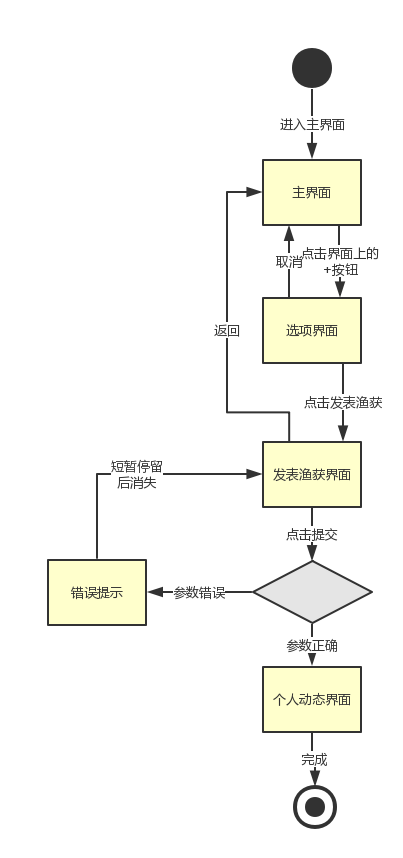 进入主界面
主界面
取消
点击界面上的
+按钮
返回
选项界面
点击发表渔获
短暂停留
后消失
发表渔获界面
点击提交
错误提示
参数错误
参数正确
个人动态界面
完成